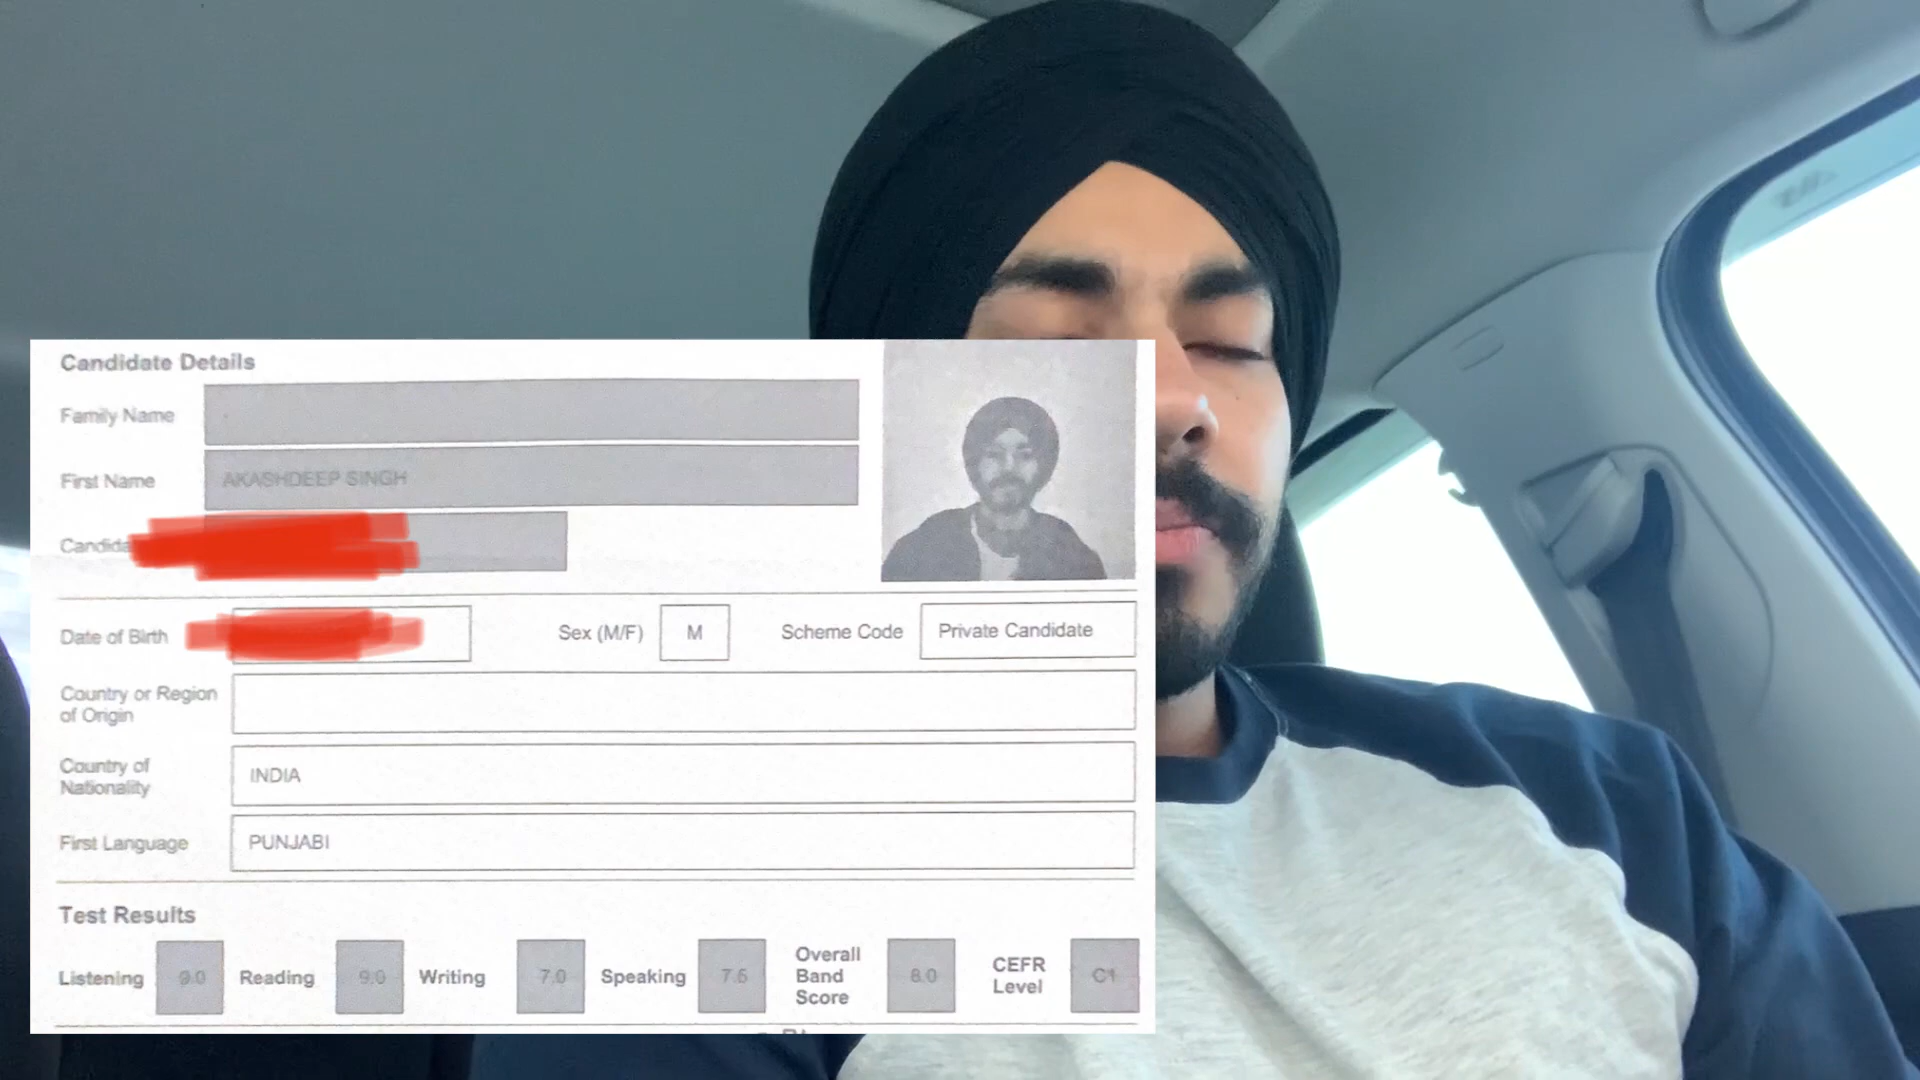 Candidate Details
Family Name
First Name AKASHDEEP SINGH
Candida
Date of Birth Sex (M/F) M Scheme Code Private Candidate
Country or Region
of Origin
Country of
Nationality INDIA
First Language PUNJABI
Test Results
Listening 9.0 Reading 9.0 Writing 7.0 Speaking 7.5 Overall Band Score 8.0 CEFR Level C1